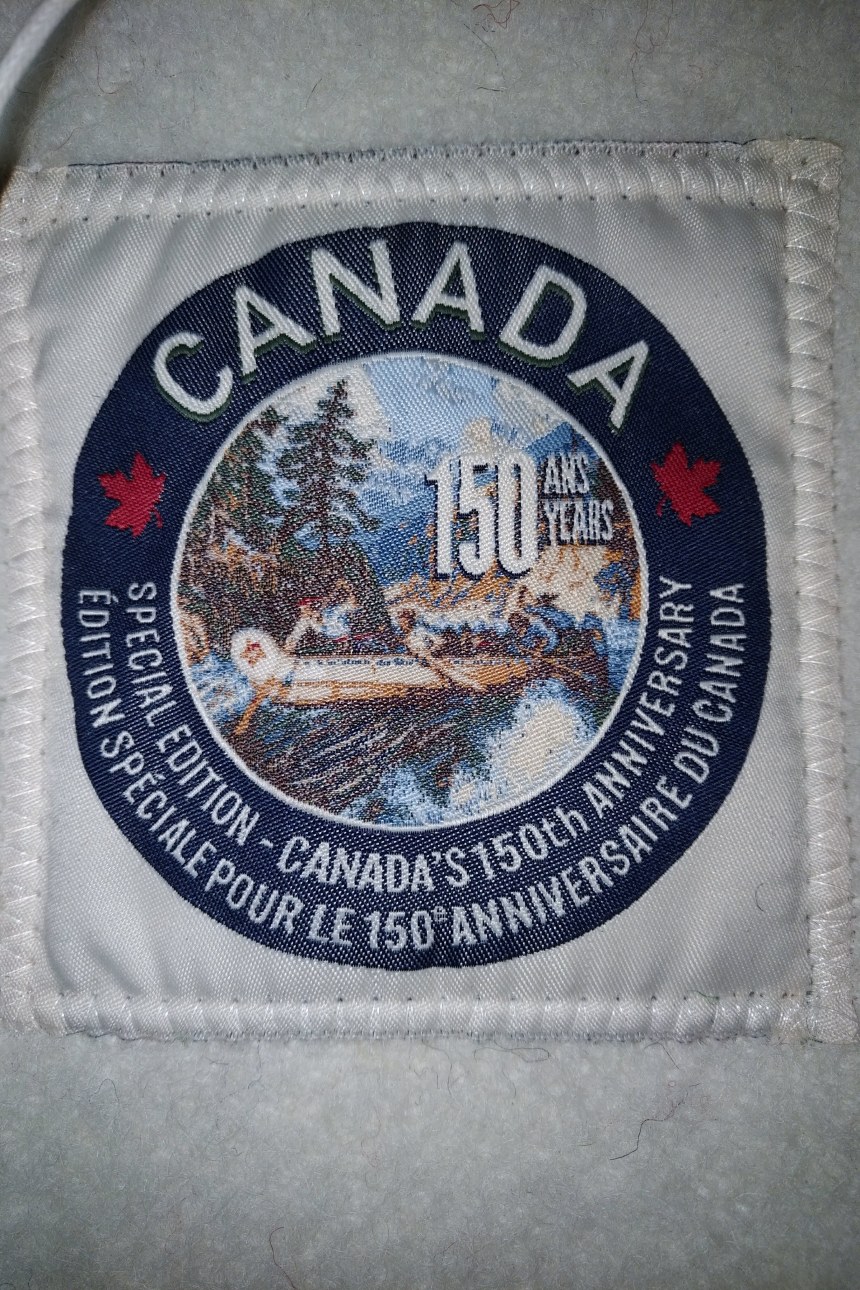 CANADA
150 ANS
YEARS
SPECIAL EDITION - CANADA'S 150th ANNIVERSARY
ÉDITION SPÉCIALE POUR LE 150e ANNIVERSAIRE DU CANADA